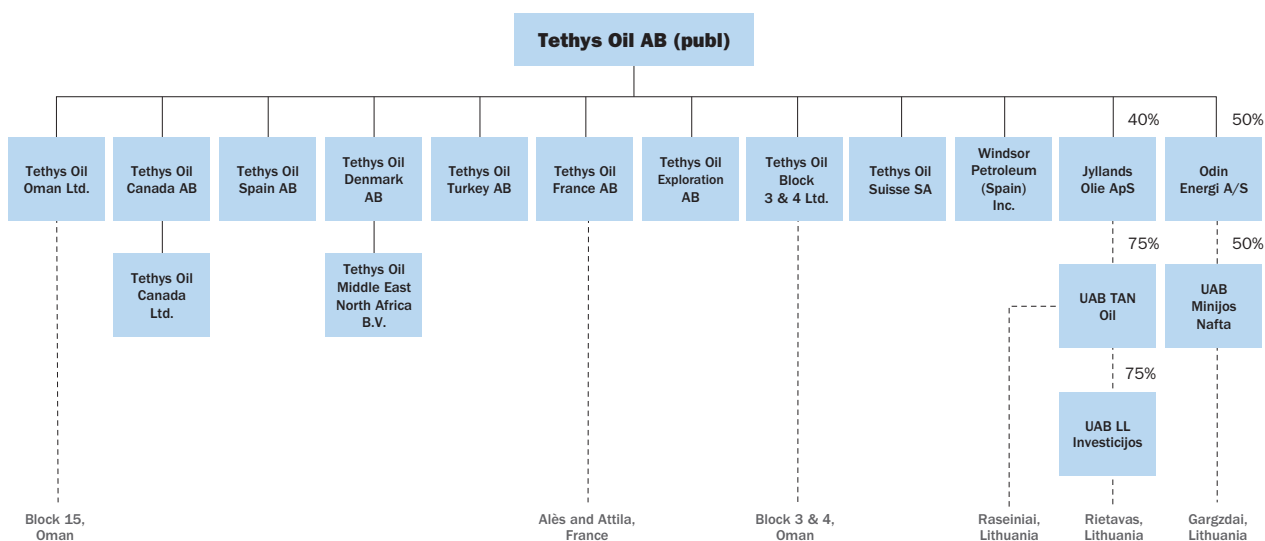 Tethys Oil AB (publ)
40%
50%
Tethys Oil
Oman Ltd.
Tethys Oil
Canada AB
Tethys Oil
Spain AB
Tethys Oil
Denmark
AB
Tethys Oil
Turkey AB
Tethys Oil
France AB
Tethys Oil
Exploration
AB
Tethys Oil
Block
3 & 4 Ltd.
Tethys Oil
Suisse SA
Windsor
Petroleum
(Spain)
Inc.
Jyllands
Olie ApS
Odin
Energi A/S
75%
50%
Tethys Oil
Canada
Ltd.
Tethys Oil
Middle East
North Africa
B.V.
UAB TAN
Oil
UAB
Minijos
Nafta
75%
UAB LL
Investicijos
Block 15,
Oman
Alès and Attila,
France
Block 3 & 4,
Oman
Raseiniai,
Lithuania
Rietavas,
Lithuania
Gargzdai,
Lithuania